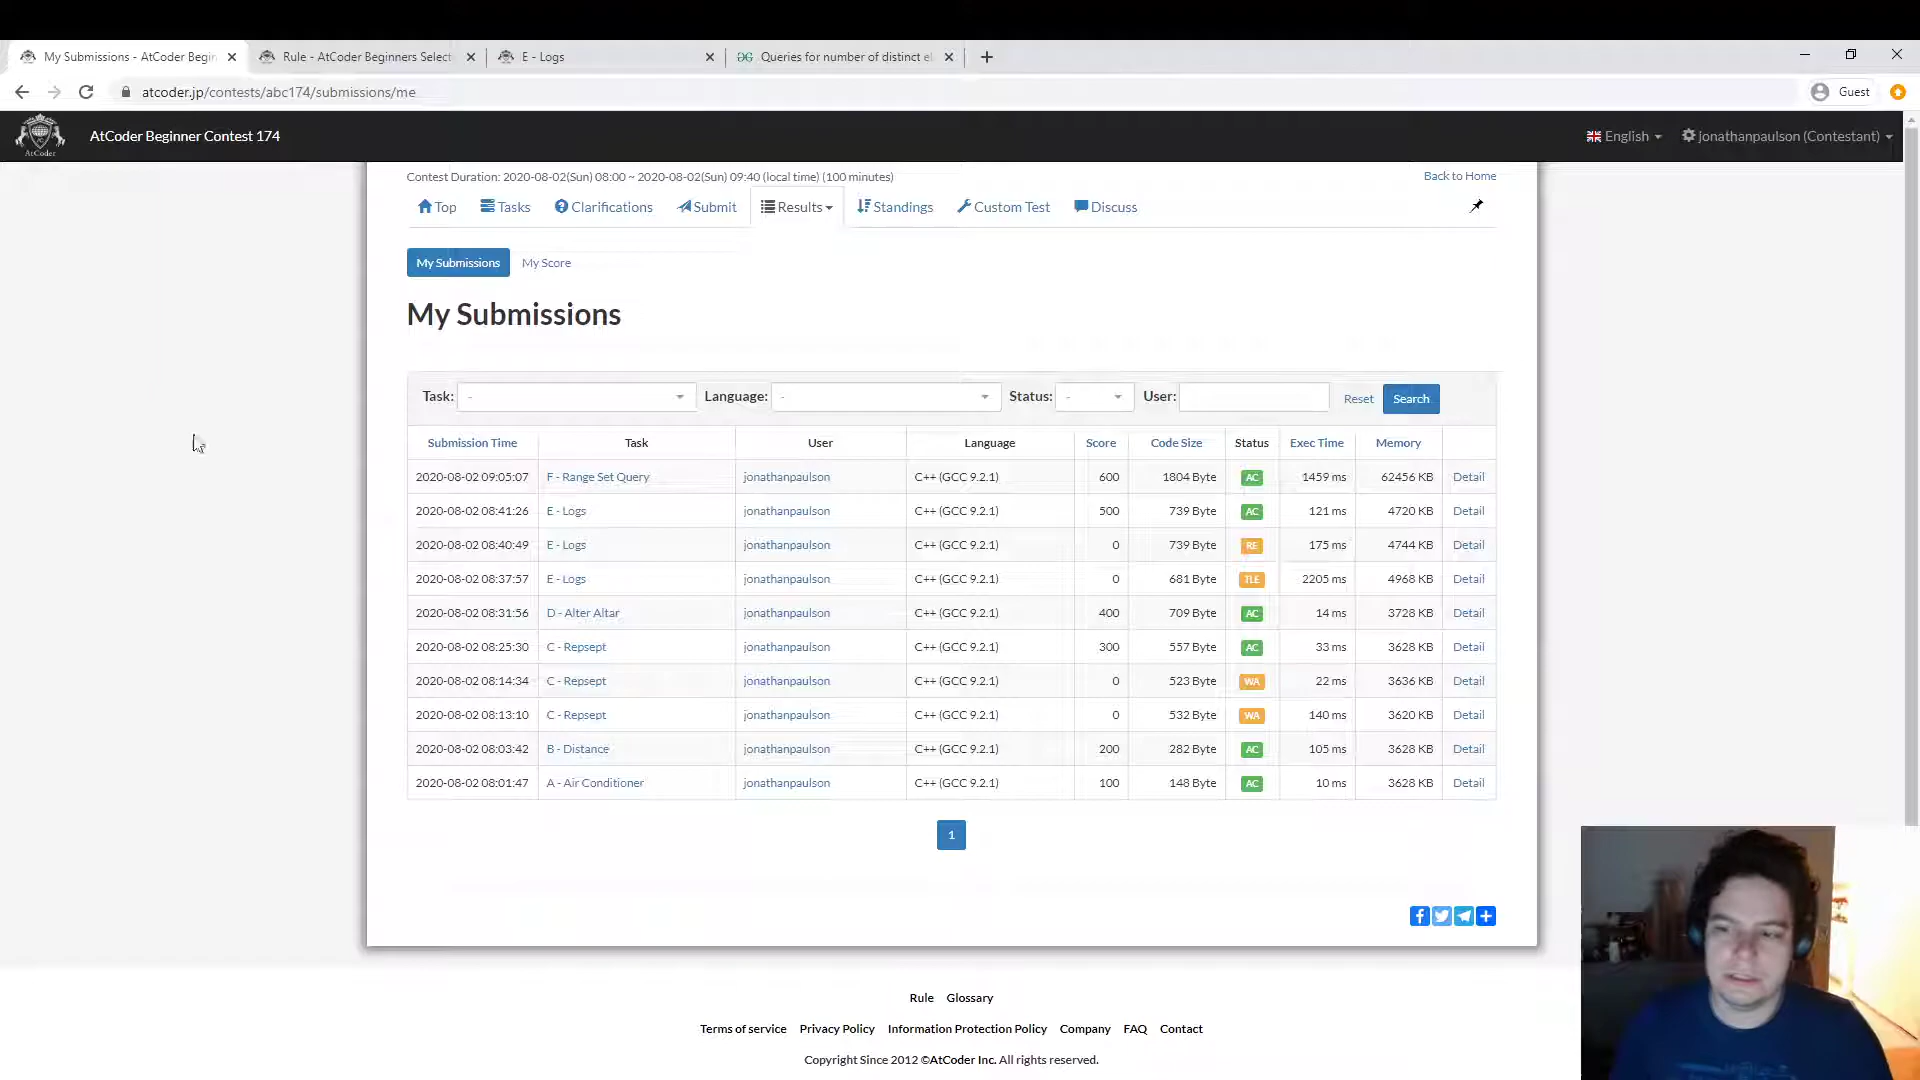 My Submissions - AtCoder Begin
Rule - AtCoder Beginners Select
E - Logs
Queries for number of distinct el
atcoder.jp/contests/abc174/submissions/me
Guest
AtCoder
AtCoder Beginner Contest 174
English
jonathanpaulson (Contestant)
Contest Duration: 2020-08-02(Sun) 08:00 ~ 2020-08-02(Sun) 09:40 (local time) (100 minutes)
Back to Home
Top
Tasks
Clarifications
Submit
Results
Standings
Custom Test
Discuss
My Submissions
My Score
My Submissions
Task: -
Language: -
Status: -
User:
Reset
Search
Submission Time Task User Language Score Code Size Status Exec Time Memory
2020-08-02 09:05:07 F - Range Set Query jonathanpaulson C++ (GCC 9.2.1) 600 1804 Byte AC 1459 ms 62456 KB Detail
2020-08-02 08:41:26 E - Logs jonathanpaulson C++ (GCC 9.2.1) 500 739 Byte AC 121 ms 4720 KB Detail
2020-08-02 08:40:49 E - Logs jonathanpaulson C++ (GCC 9.2.1) 0 739 Byte RE 175 ms 4744 KB Detail
2020-08-02 08:37:57 E - Logs jonathanpaulson C++ (GCC 9.2.1) 0 681 Byte TLE 2205 ms 4968 KB Detail
2020-08-02 08:31:56 D - Alter Altar jonathanpaulson C++ (GCC 9.2.1) 400 709 Byte AC 14 ms 3728 KB Detail
2020-08-02 08:25:30 C - Repsept jonathanpaulson C++ (GCC 9.2.1) 300 557 Byte AC 33 ms 3628 KB Detail
2020-08-02 08:14:34 C - Repsept jonathanpaulson C++ (GCC 9.2.1) 0 523 Byte WA 22 ms 3636 KB Detail
2020-08-02 08:13:10 C - Repsept jonathanpaulson C++ (GCC 9.2.1) 0 532 Byte WA 140 ms 3620 KB Detail
2020-08-02 08:03:42 B - Distance jonathanpaulson C++ (GCC 9.2.1) 200 282 Byte AC 105 ms 3628 KB Detail
2020-08-02 08:01:47 A - Air Conditioner jonathanpaulson C++ (GCC 9.2.1) 100 148 Byte AC 10 ms 3628 KB Detail
1
Rule Glossary
Terms of service Privacy Policy Information Protection Policy Company FAQ Contact
Copyright Since 2012 ©AtCoder Inc. All rights reserved.